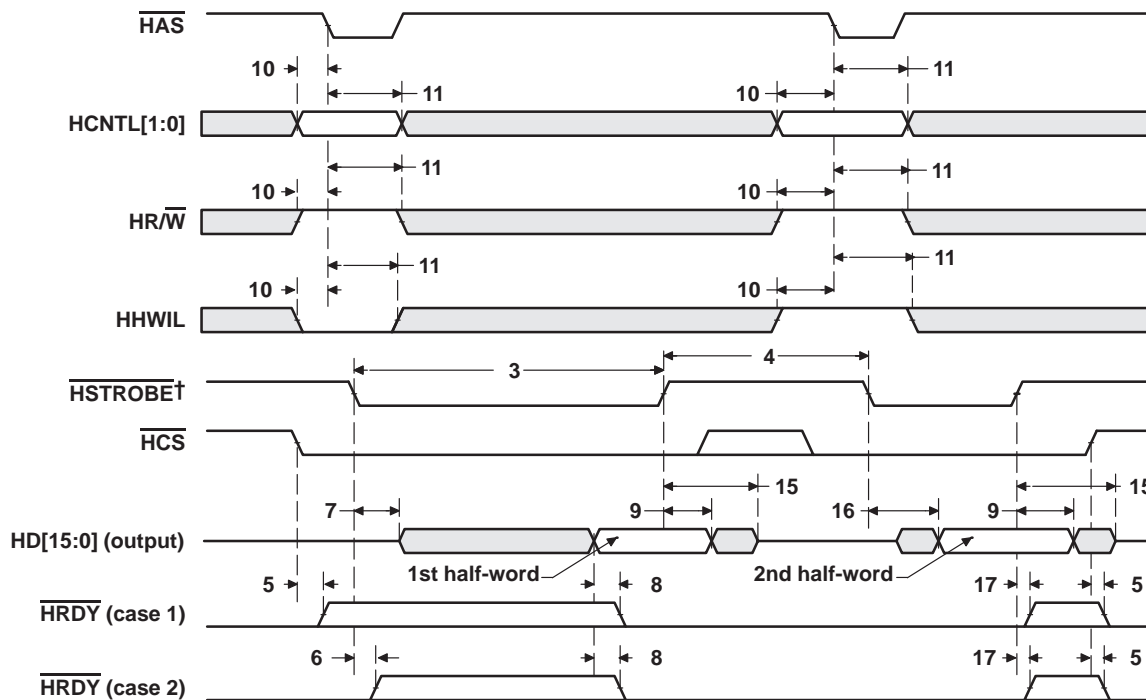 HAS
10 11 11
10
HCNTL[1:0]
11 11
10 10
HR/W
11 11
10 10
HHWIL
3 4
HSTROBE†
HCS
15 15
7 9 16 9
HD[15:0] (output)
1st half-word 2nd half-word
5 8 17 5
HRDY (case 1)
6 8 17 5
HRDY (case 2)